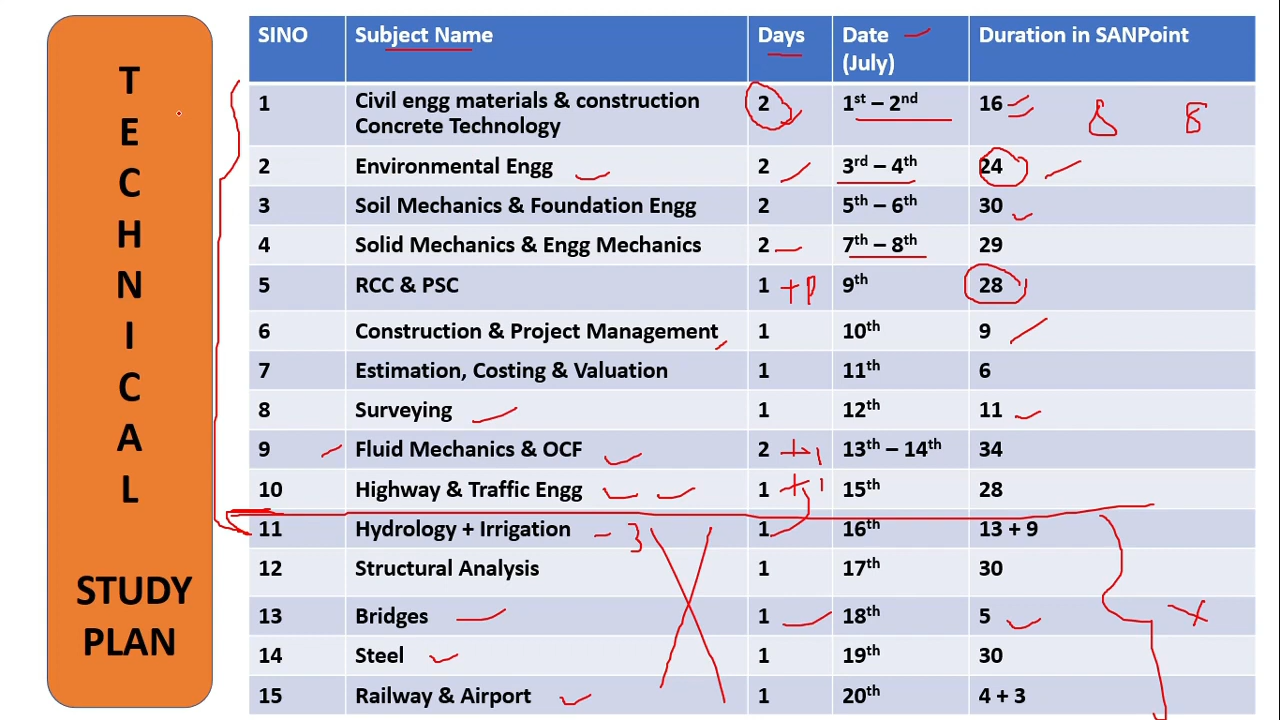 TECHNICAL
STUDY
PLAN
SINO Subject Name Days Date (July) Duration in SANPoint
1 Civil engg materials & construction Concrete Technology 2 1st – 2nd 16 8 8
2 Environmental Engg 2 3rd – 4th 24
3 Soil Mechanics & Foundation Engg 2 5th – 6th 30
4 Solid Mechanics & Engg Mechanics 2 7th – 8th 29
5 RCC & PSC 1 +P 9th 28
6 Construction & Project Management 1 10th 9
7 Estimation, Costing & Valuation 1 11th 6
8 Surveying 1 12th 11
9 Fluid Mechanics & OCF 2 +1 13th – 14th 34
10 Highway & Traffic Engg 1 +1 15th 28
11 Hydrology + Irrigation - 3 1 16th 13 + 9
12 Structural Analysis 1 17th 30
13 Bridges 1 18th 5
14 Steel 1 19th 30
15 Railway & Airport 1 20th 4 + 3